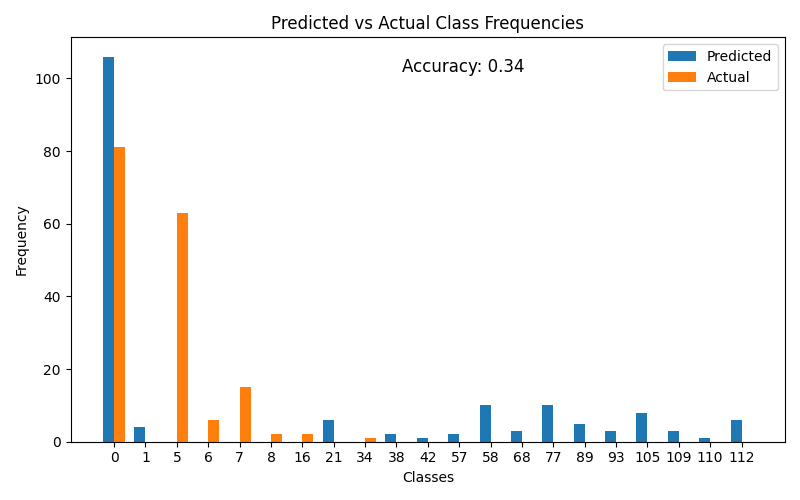 Predicted vs Actual Class Frequencies
Accuracy: 0.34
Predicted
Actual
Frequency
100
80
60
40
20
0
0 1 5 6 7 8 16 21 34 38 42 57 58 68 77 89 93 105 109 110 112
Classes